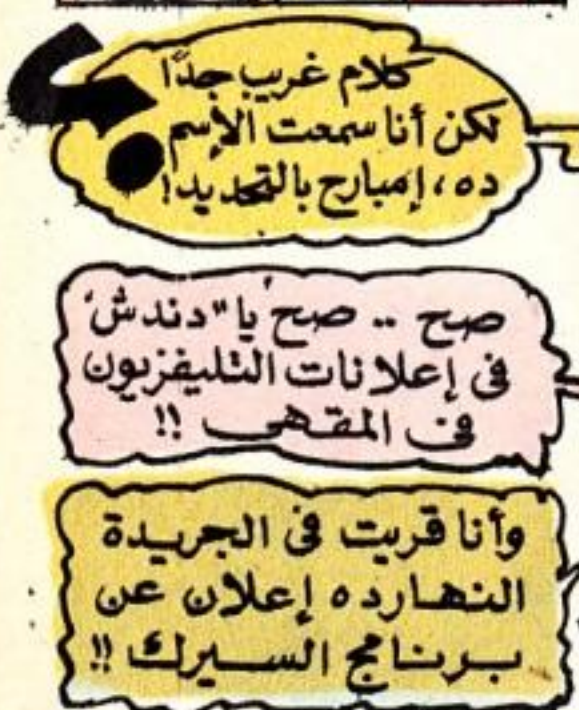 كلام غريب جدًا
لكن أنا سمعت الإسم
ده، إمبارح بالتحديد!
؟
صح .. صح يا "دندش"
فى إعلانات التليفزيون
فى المقهى !!
وأنا قريت فى الجريدة
النهارده إعلان عن
برنامج السيرك !!